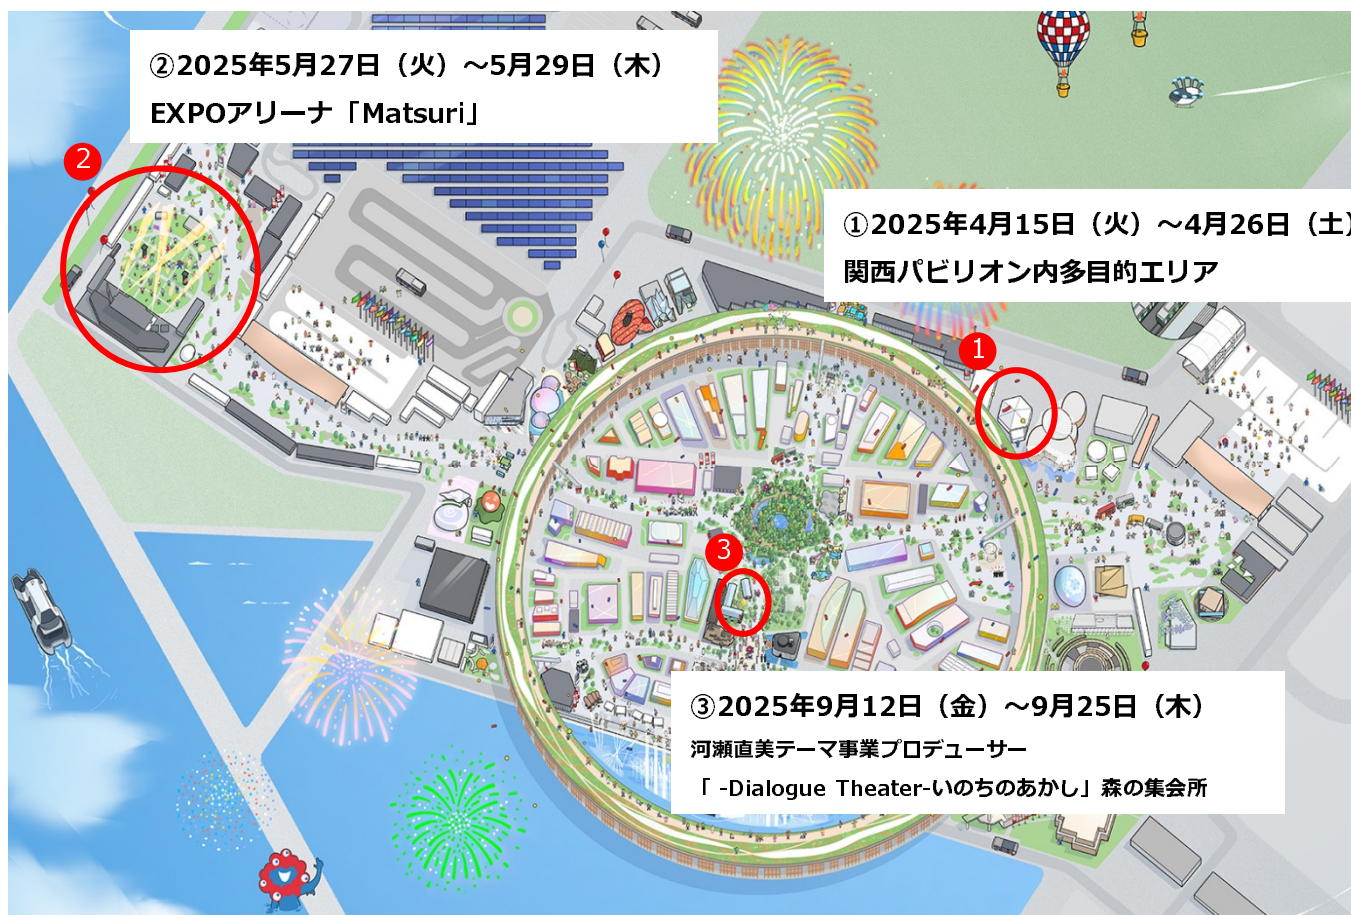 ②2025年5月27日（火）～5月29日（木）
EXPOアリーナ「Matsuri」
2
①2025年4月15日（火）～4月26日（土）
関西パビリオン内多目的エリア
1
3
③2025年9月12日（金）～9月25日（木）
河瀬直美テーマ事業プロデューサー
「 -Dialogue Theater-いのちのあかし」森の集会所